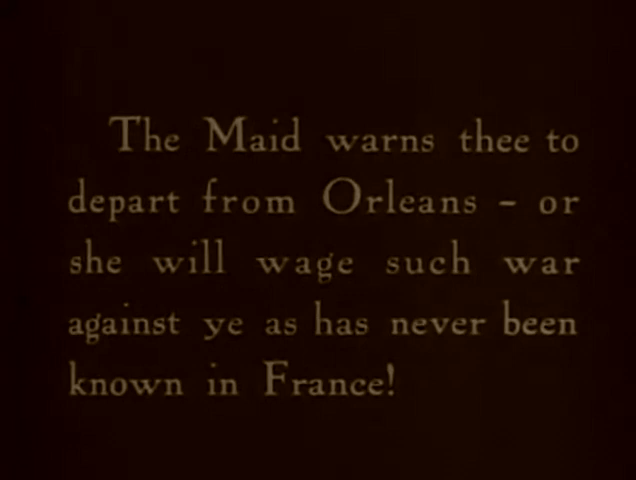 The Maid warns thee to
depart from Orleans - or
she will wage such war
against ye as has never been
known in France!